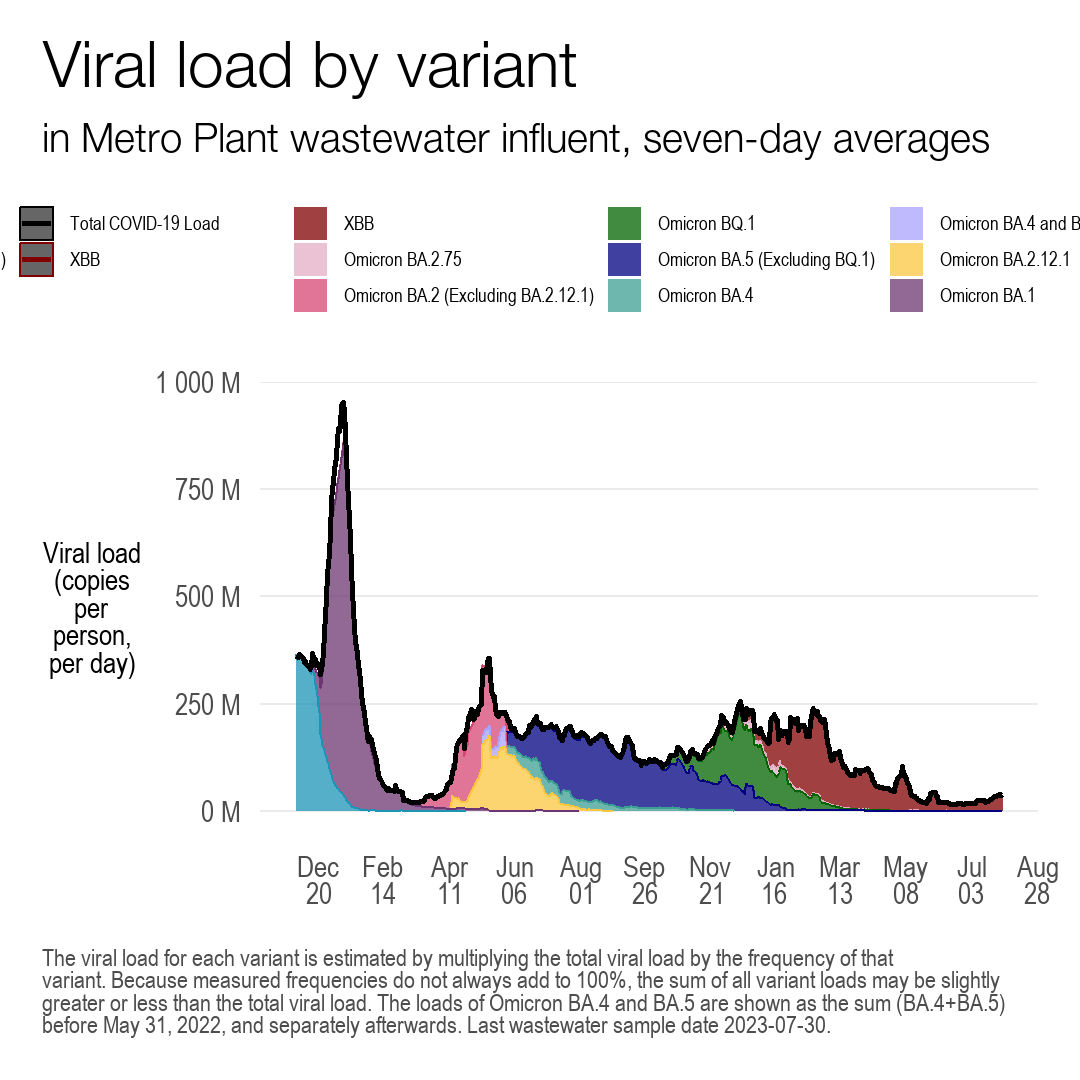 Viral load by variant
in Metro Plant wastewater influent, seven-day averages
Total COVID-19 Load
XBB
Omicron BQ.1
Omicron BA.4 and B
)
XBB
Omicron BA.2.75
Omicron BA.5 (Excluding BQ.1)
Omicron BA.2.12.1
Omicron BA.2 (Excluding BA.2.12.1)
Omicron BA.4
Omicron BA.1
1 000 M
750 M
500 M
250 M
0 M
Viral load
(copies
per
person,
per day)
Dec Feb Apr Jun Aug Sep Nov Jan Mar May Jul Aug
20 14 11 06 01 26 21 16 13 08 03 28
The viral load for each variant is estimated by multiplying the total viral load by the frequency of that
variant. Because measured frequencies do not always add to 100%, the sum of all variant loads may be slightly
greater or less than the total viral load. The loads of Omicron BA.4 and BA.5 are shown as the sum (BA.4+BA.5)
before May 31, 2022, and separately afterwards. Last wastewater sample date 2023-07-30.